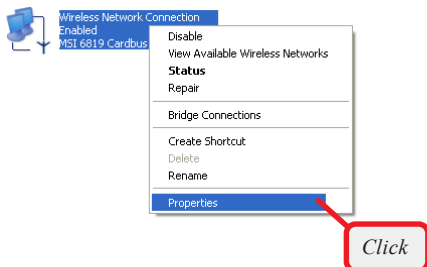 Wireless Network Connection
Enabled
MSI 6819 Cardbus
Disable
View Available Wireless Networks
Status
Repair
Bridge Connections
Create Shortcut
Delete
Rename
Properties
Click